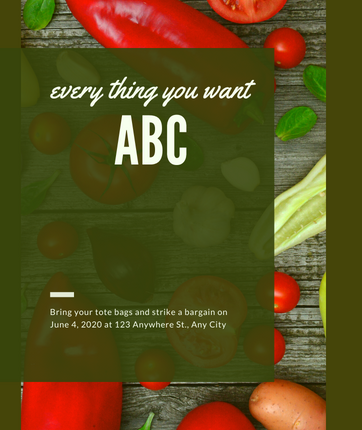 every thing you want
ABC
Bring your tote bags and strike a bargain on
June 4, 2020 at 123 Anywhere St., Any City